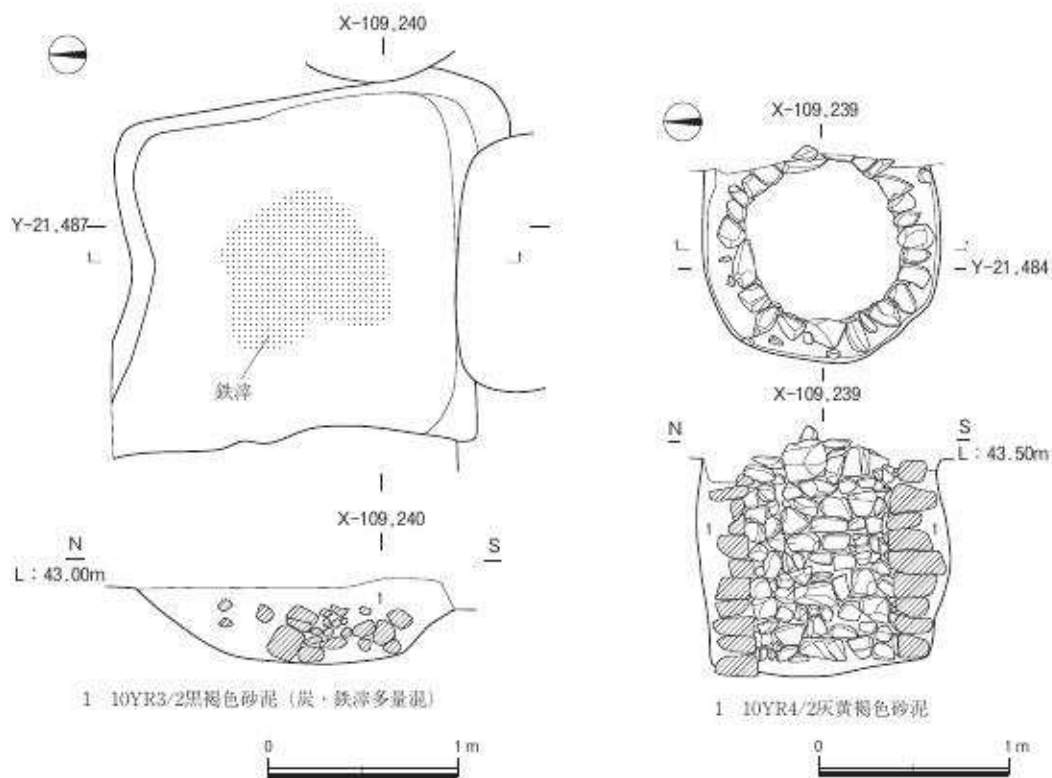 X-109,240
Y-21,487
鉄滓
X-109,240
N
S
L：43.00m
1
1 10YR3/2黒褐色砂泥（炭・鉄滓多量混）
0 1m
X-109,239
Y-21,484
X-109,239
N
S
L：43.50m
1
1
1 10YR4/2灰黄褐色砂泥
0 1m